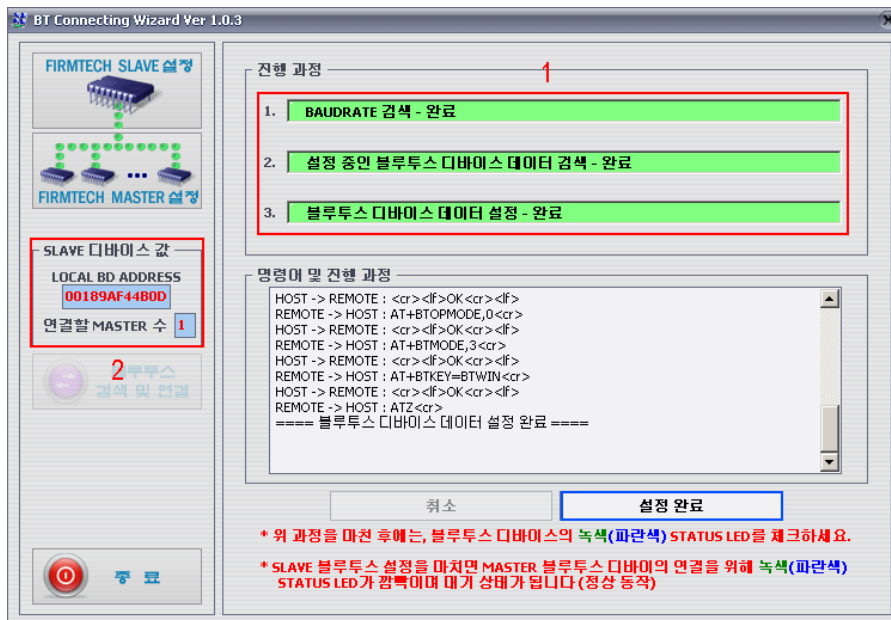 BT Connecting Wizard Ver 1.0.3
FIRMTECH SLAVE 설정
FIRMTECH MASTER 설정
SLAVE 디바이스 값
LOCAL BD ADDRESS
00189AF44B0D
연결할 MASTER 수 1
2
블루투스
검색 및 연결
종 료
진행 과정
1
1. BAUDRATE 검색 - 완료
2. 설정 중인 블루투스 디바이스 데이터 검색 - 완료
3. 블루투스 디바이스 데이터 설정 - 완료
명령어 및 진행 과정
HOST -> REMOTE : <cr><lf>OK<cr><lf>
REMOTE -> HOST : AT+BTOPMODE,0<cr>
HOST -> REMOTE : <cr><lf>OK<cr><lf>
REMOTE -> HOST : AT+BTMODE,3<cr>
HOST -> REMOTE : <cr><lf>OK<cr><lf>
REMOTE -> HOST : AT+BTKEY=BTWIN<cr>
HOST -> REMOTE : <cr><lf>OK<cr><lf>
REMOTE -> HOST : ATZ<cr>
==== 블루투스 디바이스 데이터 설정 완료 ====
취소
설정 완료
* 위 과정을 마친 후에는, 블루투스 디바이스의 녹색(파란색) STATUS LED를 체크하세요.
* SLAVE 블루투스 설정을 마치면 MASTER 블루투스 디바이의 연결을 위해 녹색(파란색)
STATUS LED가 깜빡이며 대기 상태가 됩니다 (정상 동작)